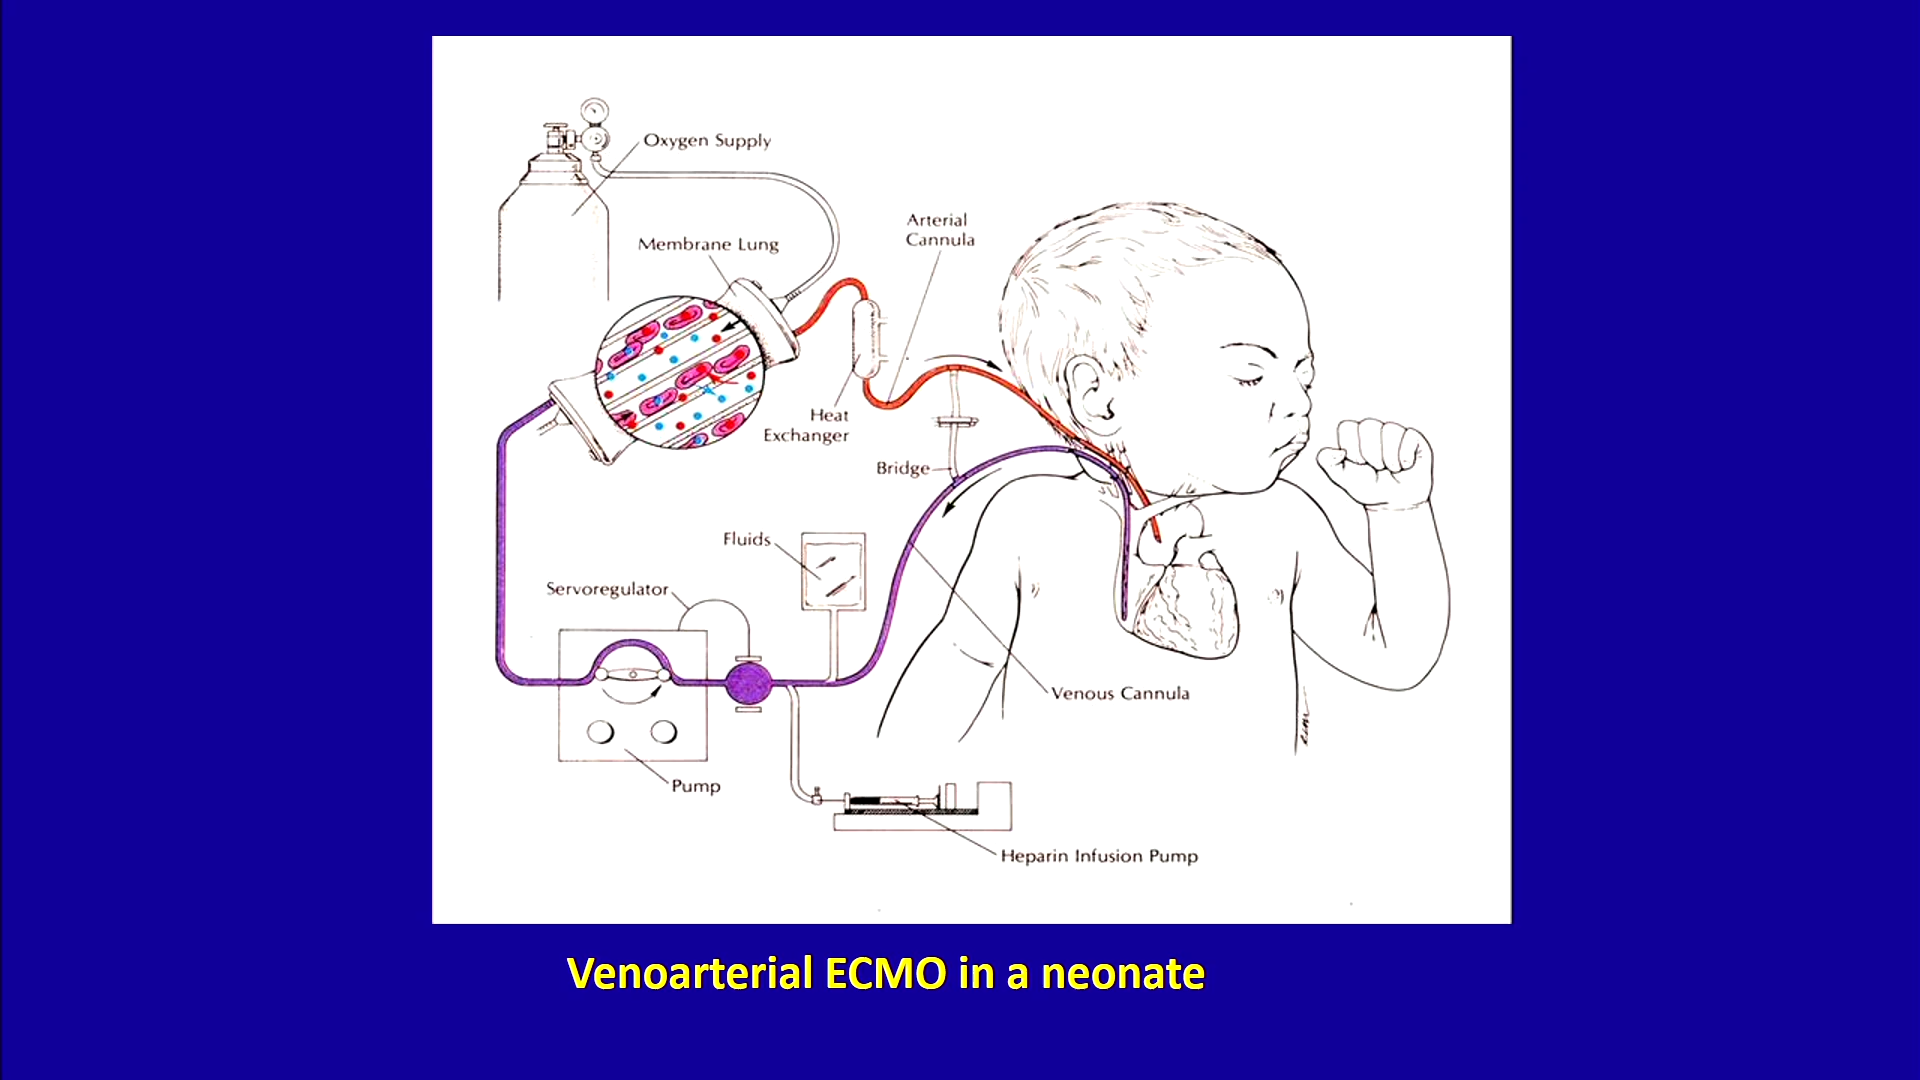 Oxygen Supply
Membrane Lung
Arterial
Cannula
Heat
Exchanger
Bridge
Fluids
Servoregulator
Venous Cannula
Pump
Heparin Infusion Pump
Venoarterial ECMO in a neonate